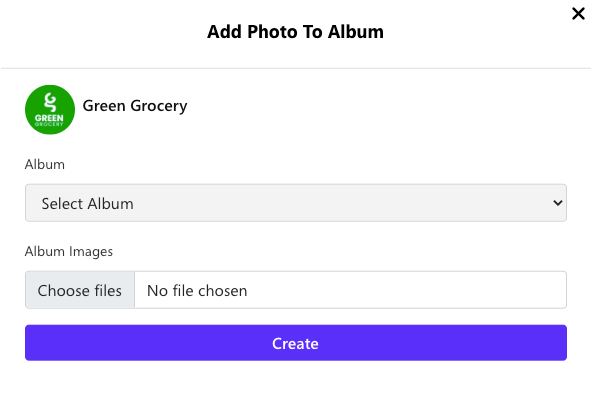 Add Photo To Album
GREEN
GROCERY
Green Grocery
Album
Select Album
Album Images
Choose files No file chosen
Create